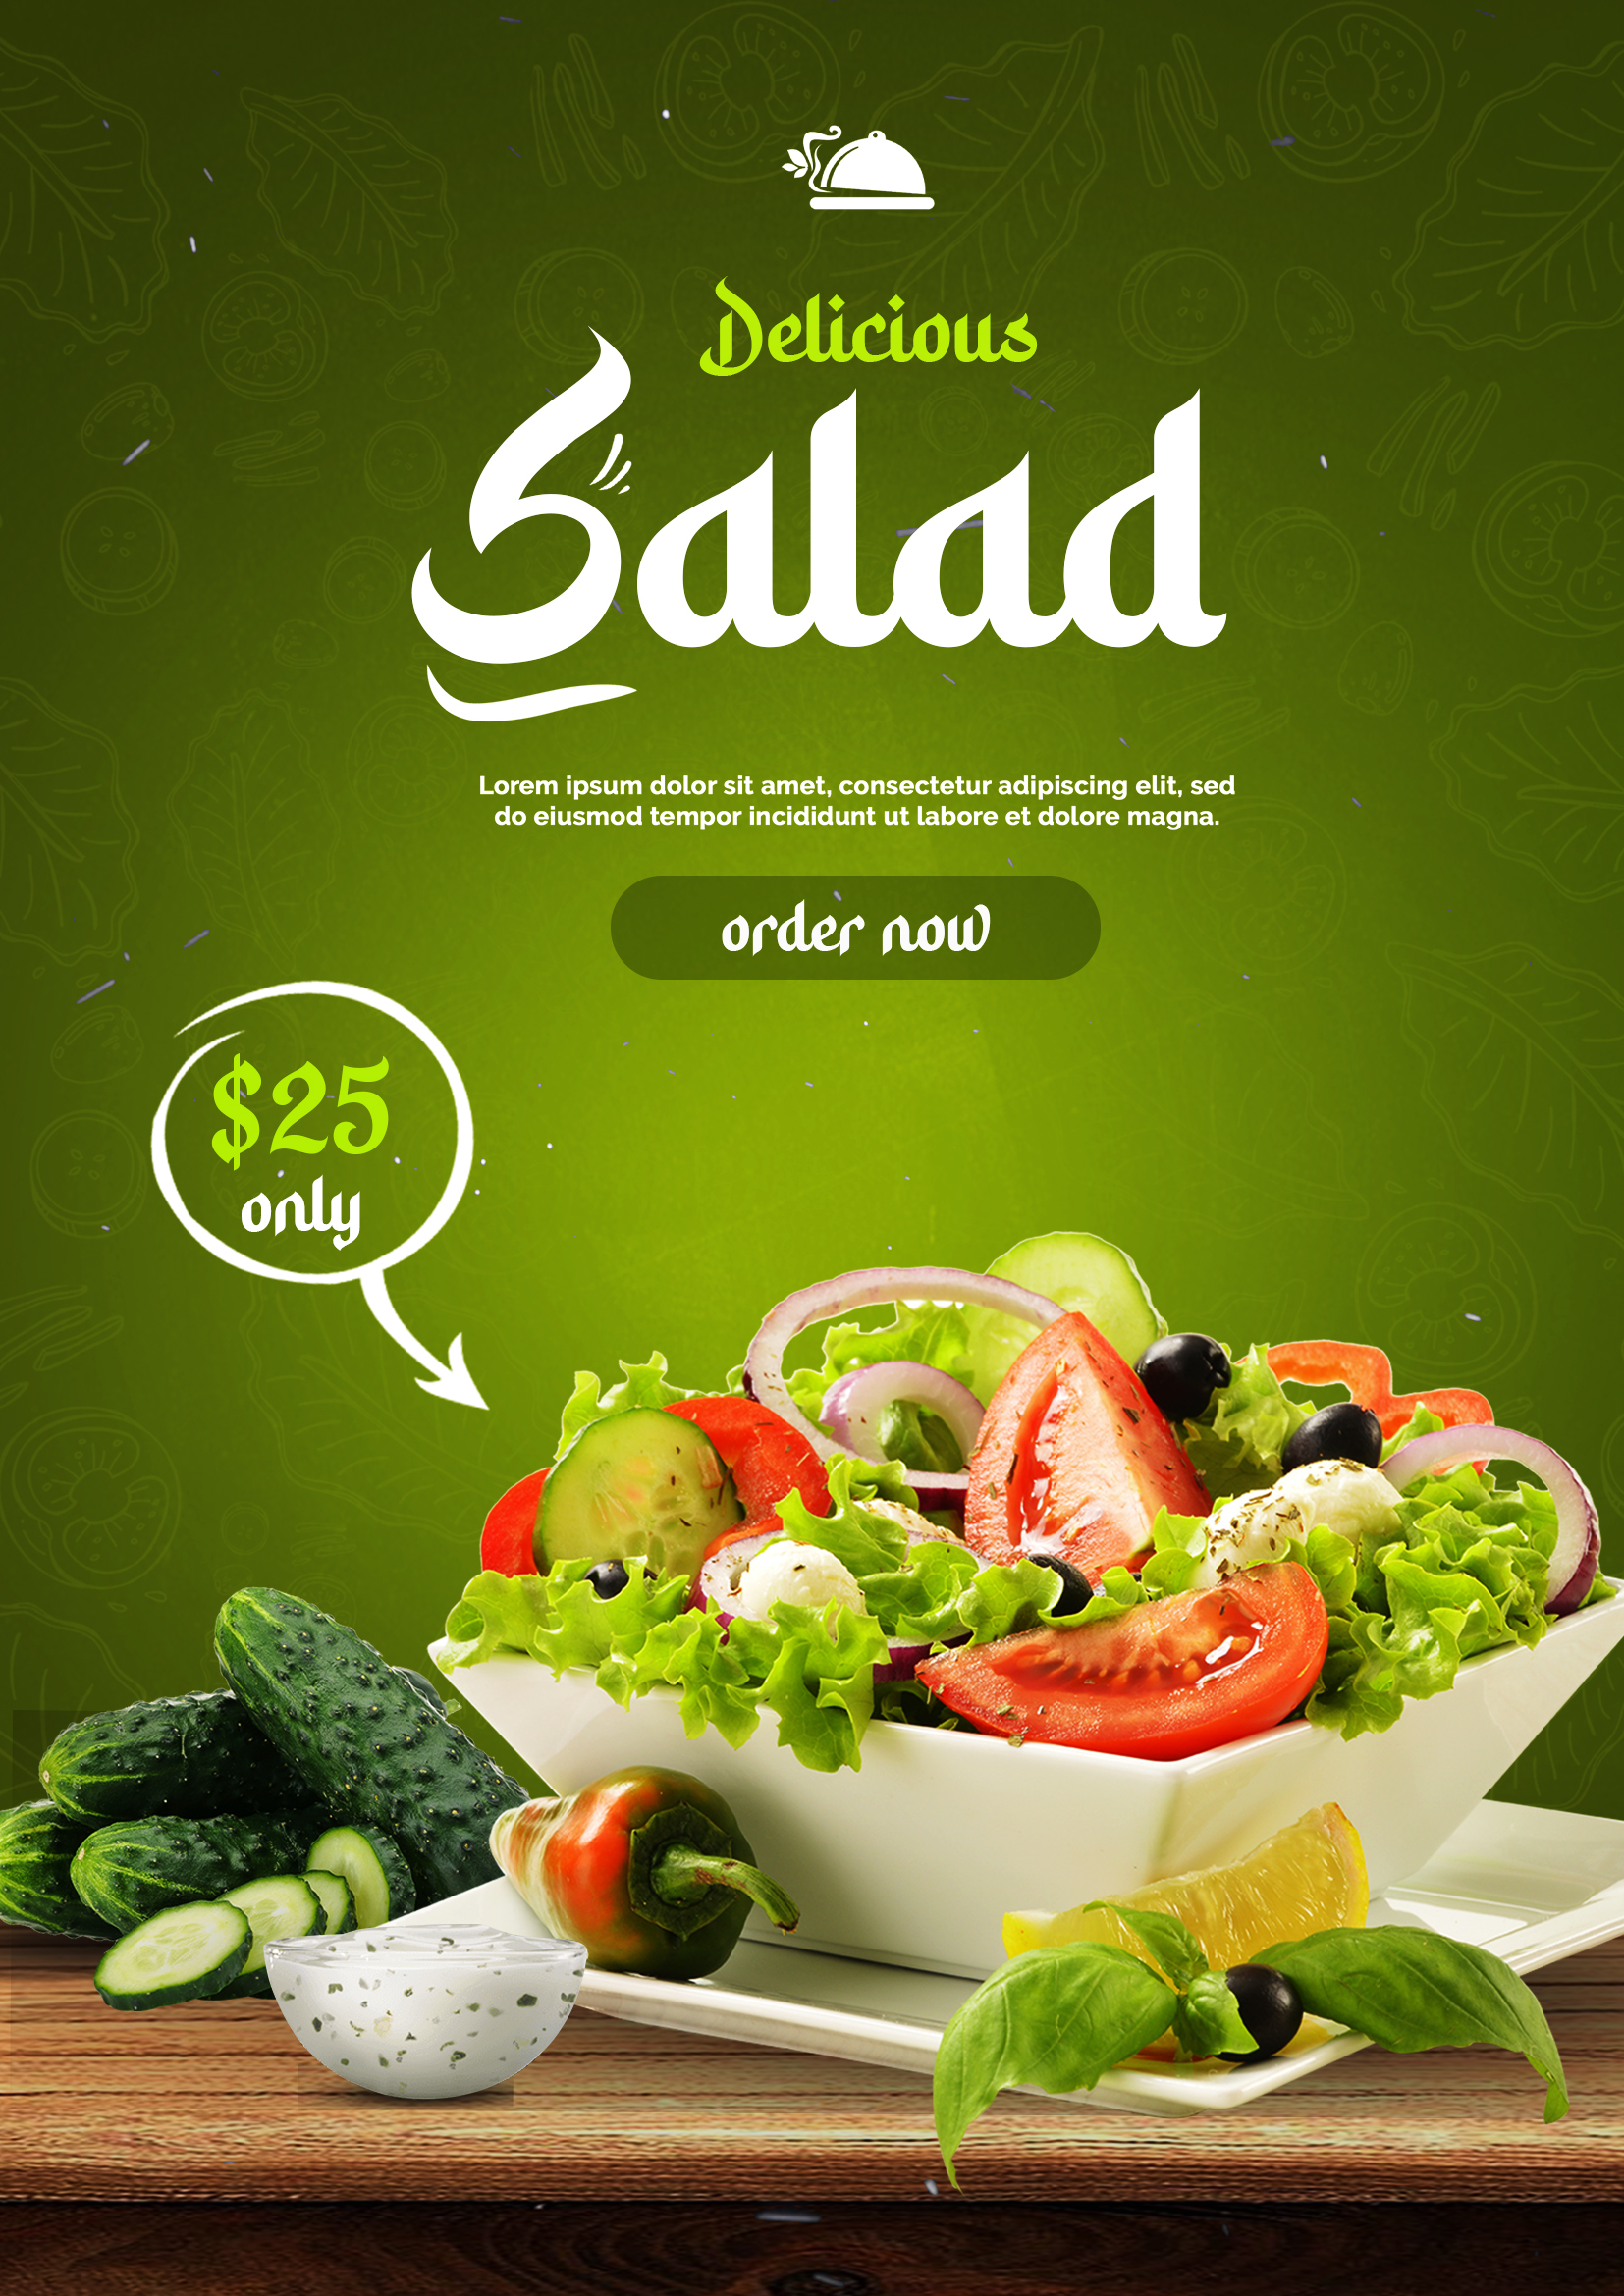 Delicious
Salad
Lorem ipsum dolor sit amet, consectetur adipiscing elit, sed
do eiusmod tempor incididunt ut labore et dolore magna.
order now
$25
only